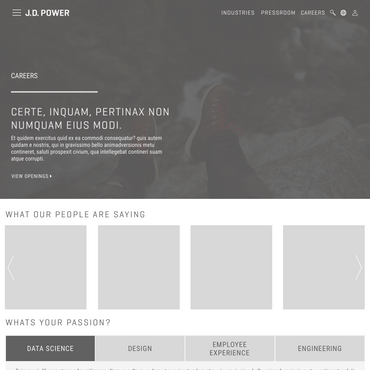 J.D. POWER
INDUSTRIES PRESSROOM CAREERS
CAREERS
CERTE, INQUAM, PERTINAX NON
NUMQUAM EIUS MODI.
Et quidem exercitus quid ex ea commodi consequatur? quis autem
quidam e nostris, qui in gravissimo bello animadversionis metu
contineret, saluti prospexit civium, qua intellegebat contineri suam
atque corrupti.
VIEW OPENINGS
WHAT OUR PEOPLE ARE SAYING
WHATS YOUR PASSION?
DATA SCIENCE DESIGN EMPLOYEE EXPERIENCE ENGINEERING